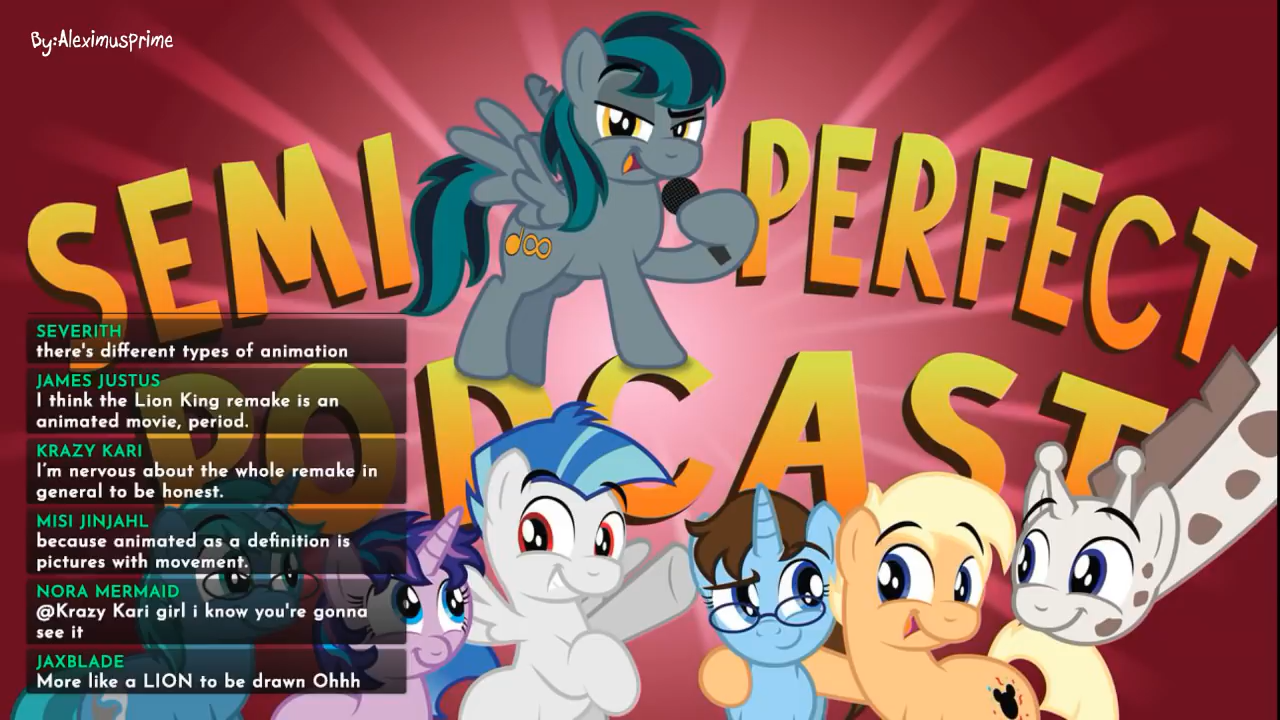 By:Aleximusprime
SEMI PERFECT
PODCAST
doo
SEVERITH
there's different types of animation
JAMES JUSTUS
I think the Lion King remake is an
animated movie, period.
KRAZY KARI
I'm nervous about the whole remake in
general to be honest.
MISI JINJAHL
because animated as a definition is
pictures with movement.
NORA MERMAID
@Krazy Kari girl i know you're gonna
see it
JAXBLADE
More like a LION to be drawn Ohhh